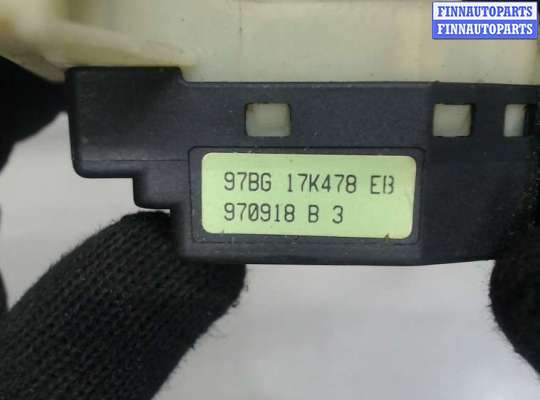 FINNAUTOPARTS
FINNAUTOPARTS
97BG 17K478 EB
970918 B 3